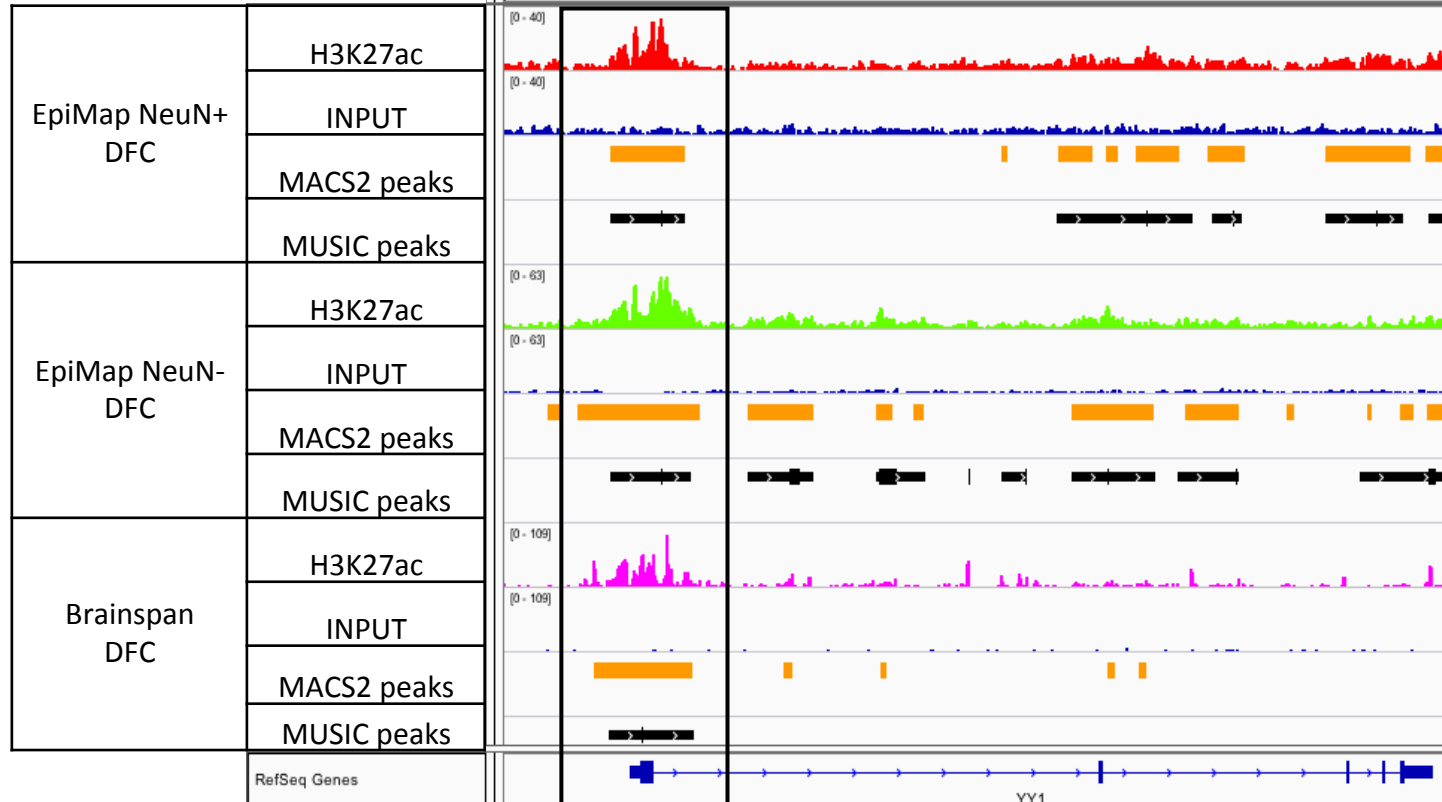 EpiMap NeuN+
DFC
H3K27ac
[0 - 40]
INPUT
[0 - 40]
MACS2 peaks
MUSIC peaks
EpiMap NeuN-
DFC
H3K27ac
[0 - 63]
INPUT
[0 - 63]
MACS2 peaks
MUSIC peaks
Brainspan
DFC
H3K27ac
[0 - 109]
INPUT
[0 - 109]
MACS2 peaks
MUSIC peaks
RefSeq Genes
YY1